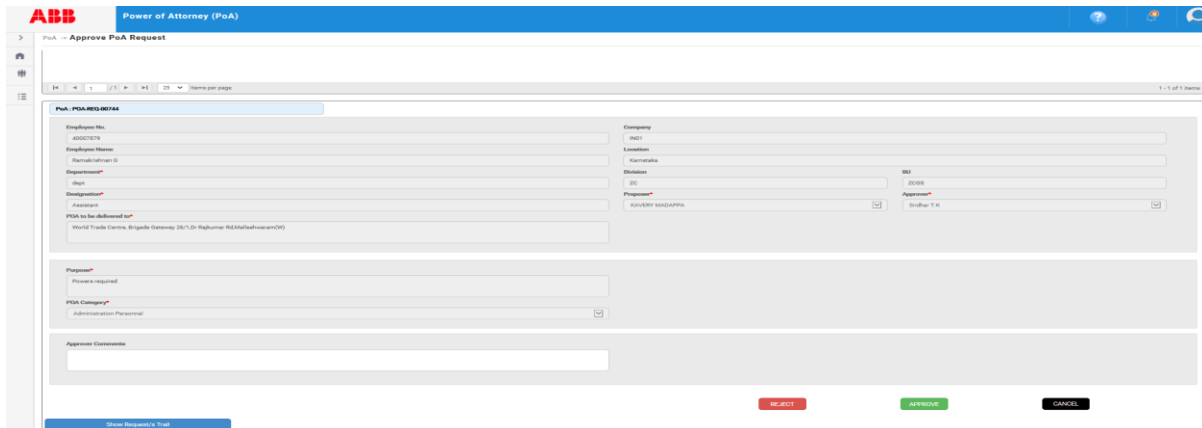 ABB
Power of Attorney (PoA)
PoA → Approve PoA Request
1 / 1 25 items per page
1 - 1 of 1 items
PoA : POA-REQ-00744
Employee No.
Company
40007879
IN01
Employee Name
Location
Ramakrishnan G
Karnataka
Department*
Division
BU
dept
ZC
Designation*
Proposer*
Approver*
Assistant
KAVERY MADAPPA
Sridhar T K
POA to be delivered to*
World Trade Centre, Brigade Gateway 26/1,Dr Rajkumar Rd,Malleshwaram(W)
Purpose*
Powers required
POA Category*
Administration Personnal
Approver Comments
REJECT
APPROVE
CANCEL
Show Request/s Trail